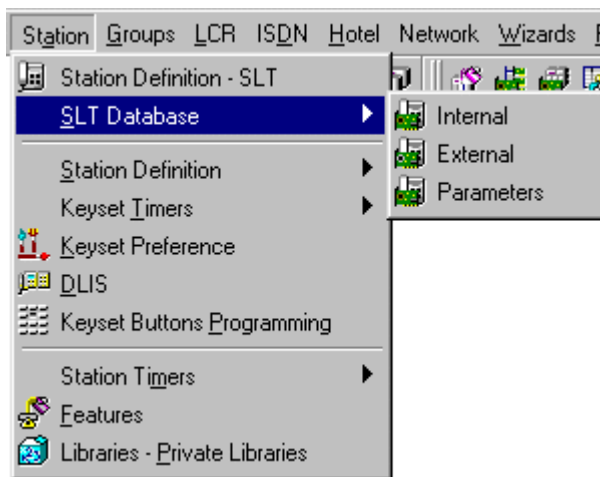 Station Groups LCR ISDN Hotel Network Wizards
Station Definition - SLT
SLT Database
Internal
External
Parameters
Station Definition
Keyset Timers
Keyset Preference
DLIS
Keyset Buttons Programming
Station Timers
Features
Libraries - Private Libraries